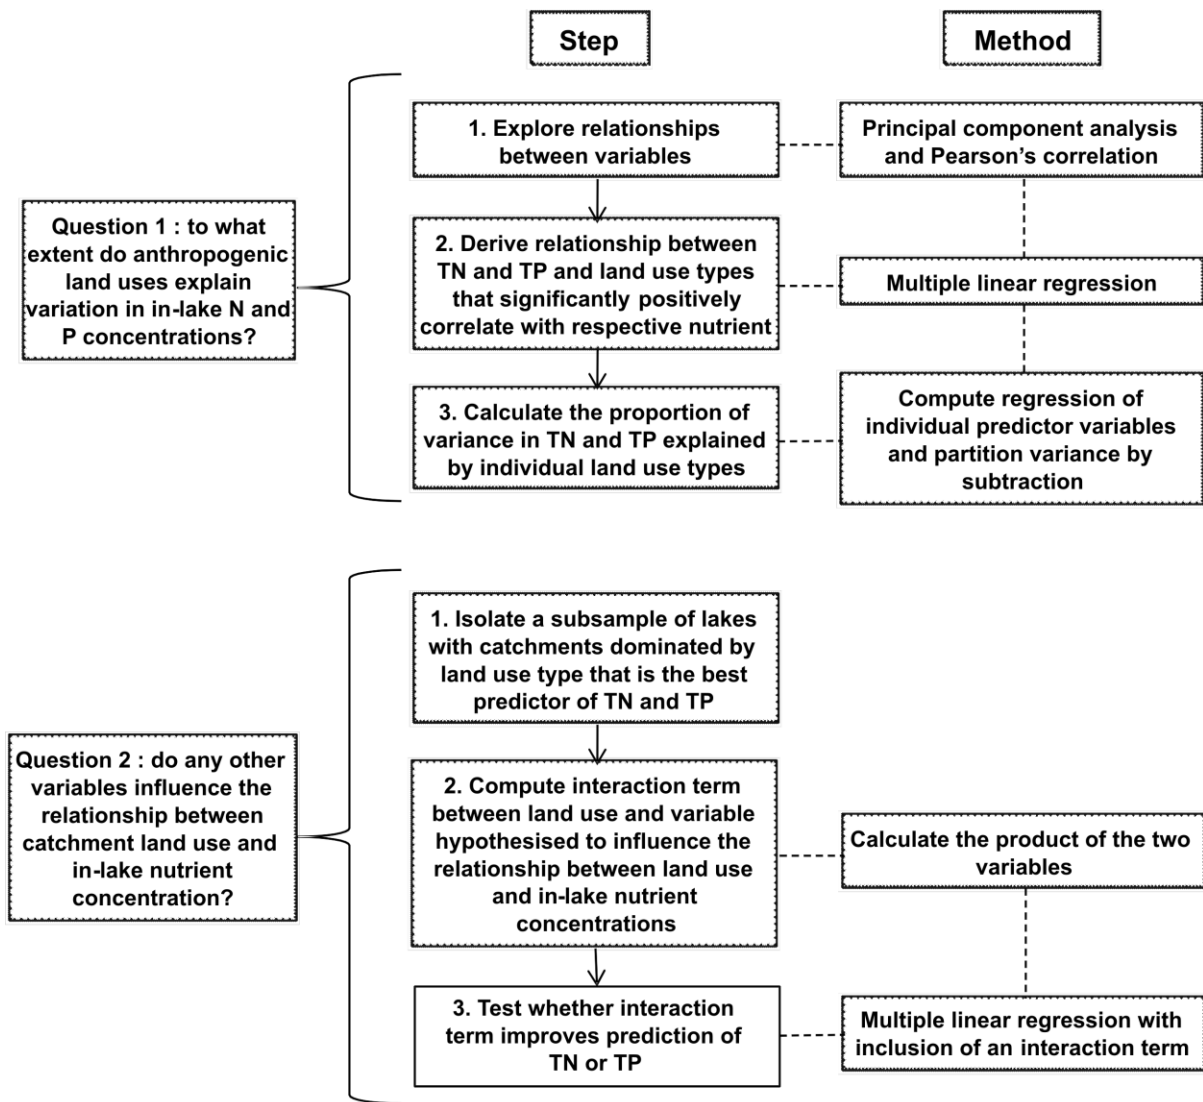 Step
Method
Question 1 : to what
extent do anthropogenic
land uses explain
variation in in-lake N and
P concentrations?
1. Explore relationships
between variables
Principal component analysis
and Pearson's correlation
2. Derive relationship between
TN and TP and land use types
that significantly positively
correlate with respective nutrient
Multiple linear regression
3. Calculate the proportion of
variance in TN and TP explained
by individual land use types
Compute regression of
individual predictor variables
and partition variance by
subtraction
Question 2 : do any other
variables influence the
relationship between
catchment land use and
in-lake nutrient
concentration?
1. Isolate a subsample of lakes
with catchments dominated by
land use type that is the best
predictor of TN and TP
2. Compute interaction term
between land use and variable
hypothesised to influence the
relationship between land use
and in-lake nutrient
concentrations
Calculate the product of the two
variables
3. Test whether interaction
term improves prediction of
TN or TP
Multiple linear regression with
inclusion of an interaction term